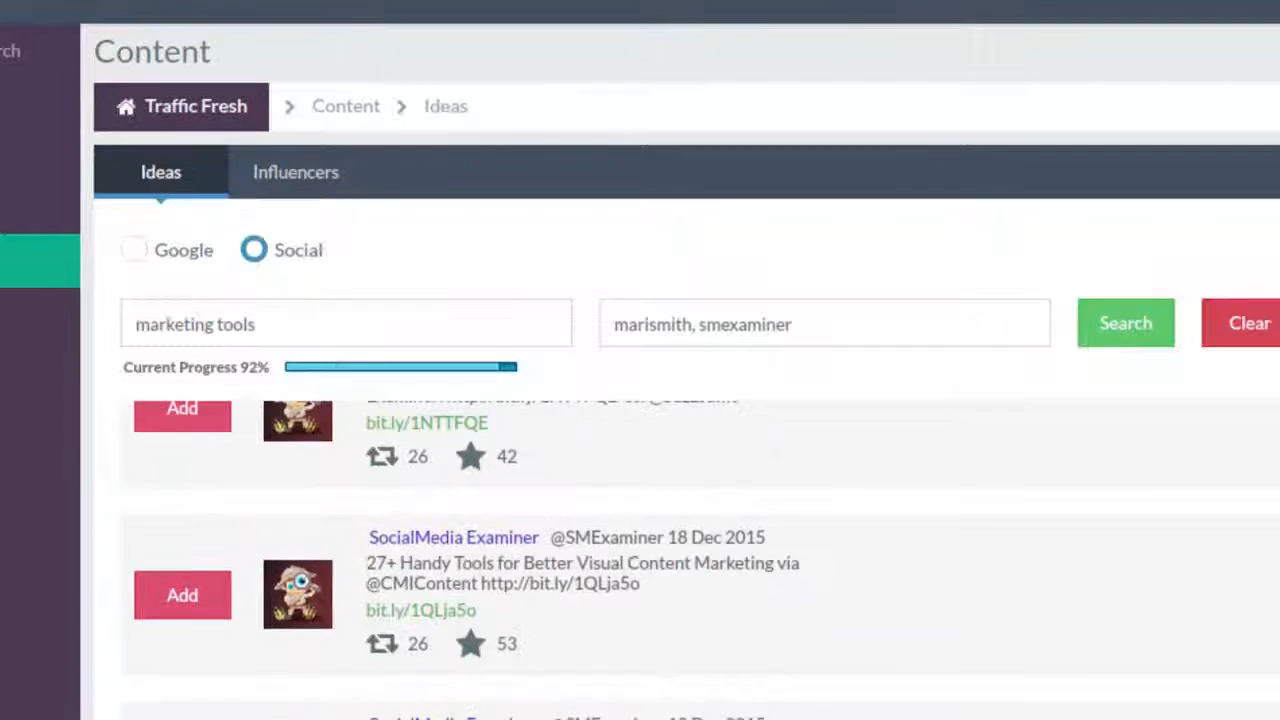 Content
rch
Traffic Fresh > Content > Ideas
Ideas Influencers
Google Social
marketing tools marismith, smexaminer Search Clear
Current Progress 92%
Add
bit.ly/1NTTFQE
26 42
SocialMedia Examiner @SMExaminer 18 Dec 2015
27+ Handy Tools for Better Visual Content Marketing via
@CMIContent http://bit.ly/1QLja5o
Add
bit.ly/1QLja5o
26 53